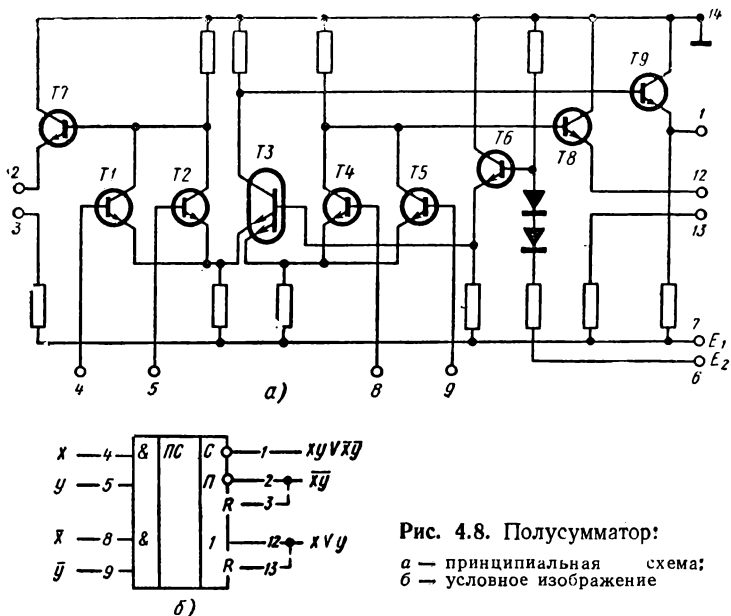 14
T7
T9
T3
T6
1
T8
T1
T2
T4
T5
2
12
3
13
7
E₁
E₂
6
4
5
а)
8
9
X — 4 & ПС С 1 — XY V X̅Y̅
У — 5 П 2 — X̅Y̅
R — 3
X̅ — 8 & 1 12 — X V У
У̅ — 9 R — 13
б)
Рис. 4.8. Полусумматор:
а — принципиальная схема;
б — условное изображение